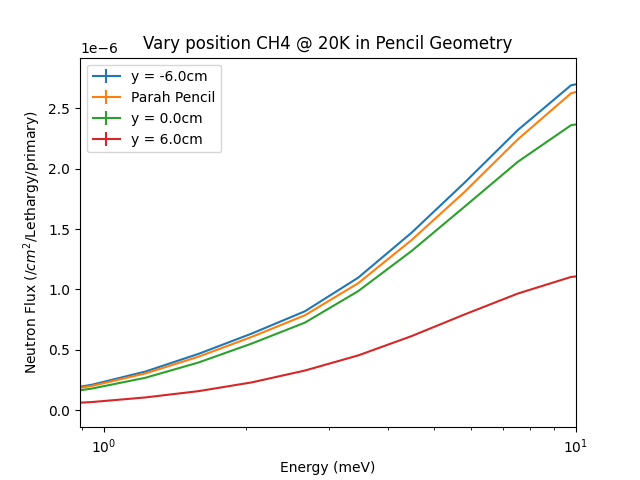 Vary position CH4 @ 20K in Pencil Geometry
1e−6
y = -6.0cm
Parah Pencil
y = 0.0cm
y = 6.0cm
2.5
2.0
1.5
1.0
0.5
0.0
Neutron Flux (/cm²/Lethargy/primary)
10⁰
10¹
Energy (meV)